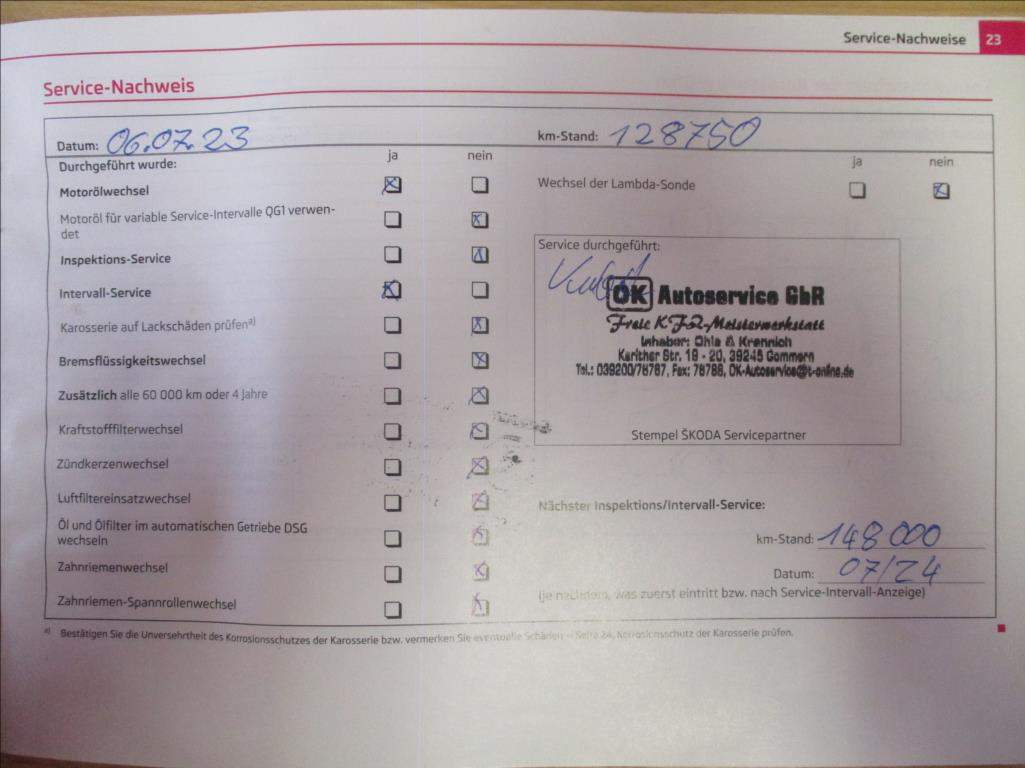 Service-Nachweise 23
Service-Nachweis
Datum: 06.07.23
km-Stand: 128750
Durchgeführt wurde:
ja nein
Motorölwechsel
Motoröl für variable Service-Intervalle QG1 verwen-
det
Inspektions-Service
Intervall-Service
Karosserie auf Lackschäden prüfen a)
Bremsflüssigkeitswechsel
Zusätzlich alle 60 000 km oder 4 Jahre
Kraftstofffilterwechsel
Zündkerzenwechsel
Luftfiltereinsatzwechsel
Öl und Ölfilter im automatischen Getriebe DSG
wechseln
Zahnriemenwechsel
Zahnriemen-Spannrollenwechsel
ja nein
Wechsel der Lambda-Sonde
Service durchgeführt:
OK Autoservice GbR
Freie KFZ-Meisterwerkstatt
Inhaber: Ohle & Krennich
Karither Str. 19 - 20, 39245 Gommern
Tel.: 039200/78787, Fax: 78788, OK-Autoservice@t-online.de
Stempel ŠKODA Servicepartner
Nächster Inspektions/Intervall-Service:
km-Stand: 148000
Datum: 07/24
(je nachdem, was zuerst eintritt bzw. nach Service-Intervall-Anzeige)
a) Bestätigen Sie die Unversehrtheit des Korrosionsschutzes der Karosserie bzw. vermerken Sie eventuelle Schäden – Seite 24, Korrosionsschutz der Karosserie prüfen.